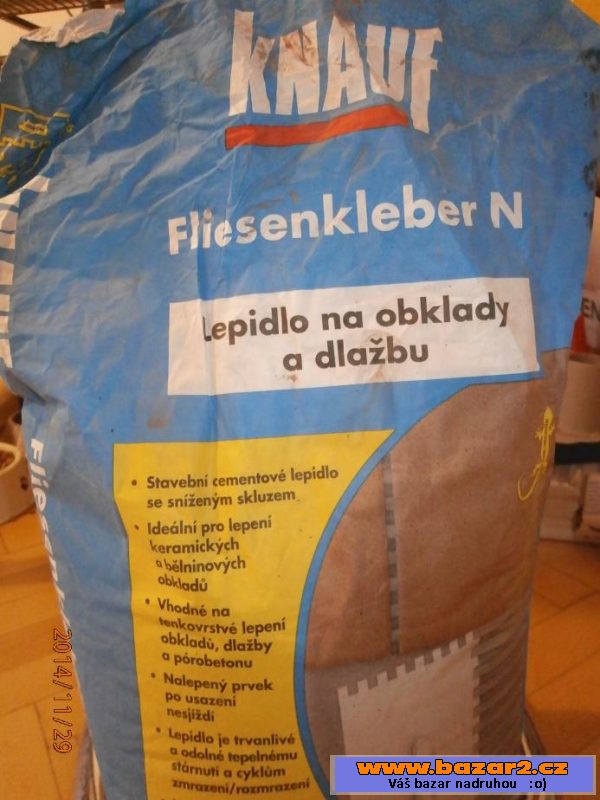 KNAUF
Fliesenkleber N
Lepidlo na obklady
a dlažbu
• Stavební cementové lepidlo
se sníženým skluzem
• Ideální pro lepení
keramických
a bělninových
obkladů
• Vhodné na
tenkovrstvé lepení
obkladů, dlažby
a pórobetonu
• Nalepený prvek
po usazení
nesjíždí
• Lepidlo je trvanlivé
a odolné tepelnému
stárnutí a cyklům
zmrazení/rozmrazení
2014/11/29
www.bazar2.cz
Váš bazar nadruhou :o)